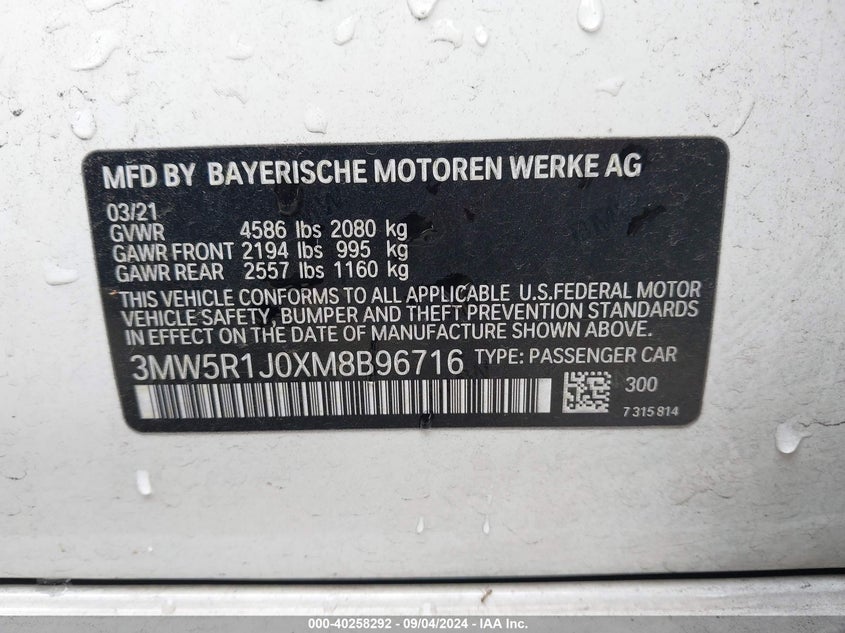 MFD BY BAYERISCHE MOTOREN WERKE AG
03/21
GVWR 4586 lbs 2080 kg
GAWR FRONT 2194 lbs 995 kg
GAWR REAR 2557 lbs 1160 kg
THIS VEHICLE CONFORMS TO ALL APPLICABLE U.S.FEDERAL MOTOR
VEHICLE SAFETY, BUMPER AND THEFT PREVENTION STANDARDS
IN EFFECT ON THE DATE OF MANUFACTURE SHOWN ABOVE.
3MW5R1J0XM8B96716 TYPE: PASSENGER CAR
300
7 315 814
000-40258292 - 09/04/2024 - IAAI.com